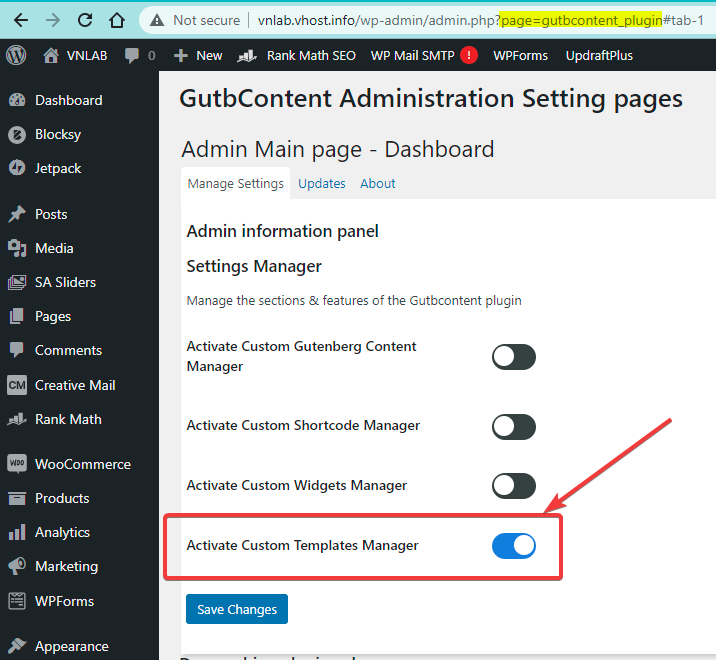 Not secure | vnlab.vhost.info/wp-admin/admin.php?page=gutbcontent_plugin#tab-1
VNLAB 0 New Rank Math SEO WP Mail SMTP ! WPForms UpdraftPlus
Dashboard
Blocksy
Jetpack
Posts
Media
SA Sliders
Pages
Comments
CM Creative Mail
Rank Math
Woo WooCommerce
Products
Analytics
Marketing
WPForms
Appearance
GutbContent Administration Setting pages
Admin Main page - Dashboard
Manage Settings Updates About
Admin information panel
Settings Manager
Manage the sections & features of the Gutbcontent plugin
Activate Custom Gutenberg Content
Manager
Activate Custom Shortcode Manager
Activate Custom Widgets Manager
Activate Custom Templates Manager
Save Changes